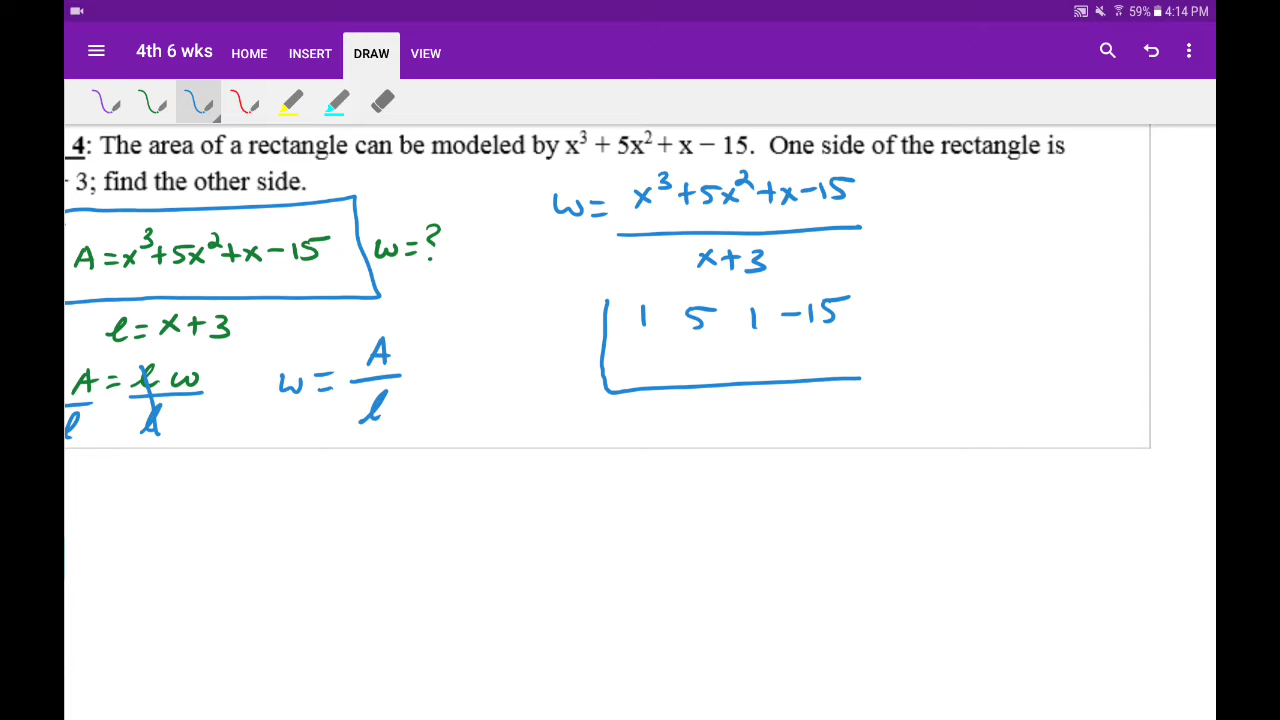 59% 4:14 PM
4th 6 wks HOME INSERT DRAW VIEW
4: The area of a rectangle can be modeled by x³ + 5x² + x − 15. One side of the rectangle is
- 3; find the other side.
w = x³+5x²+x-15
x+3
A = x³+5x²+x-15 w = ?
l = x+3
1 5 1 -15
A = l w
l l
w = A
l